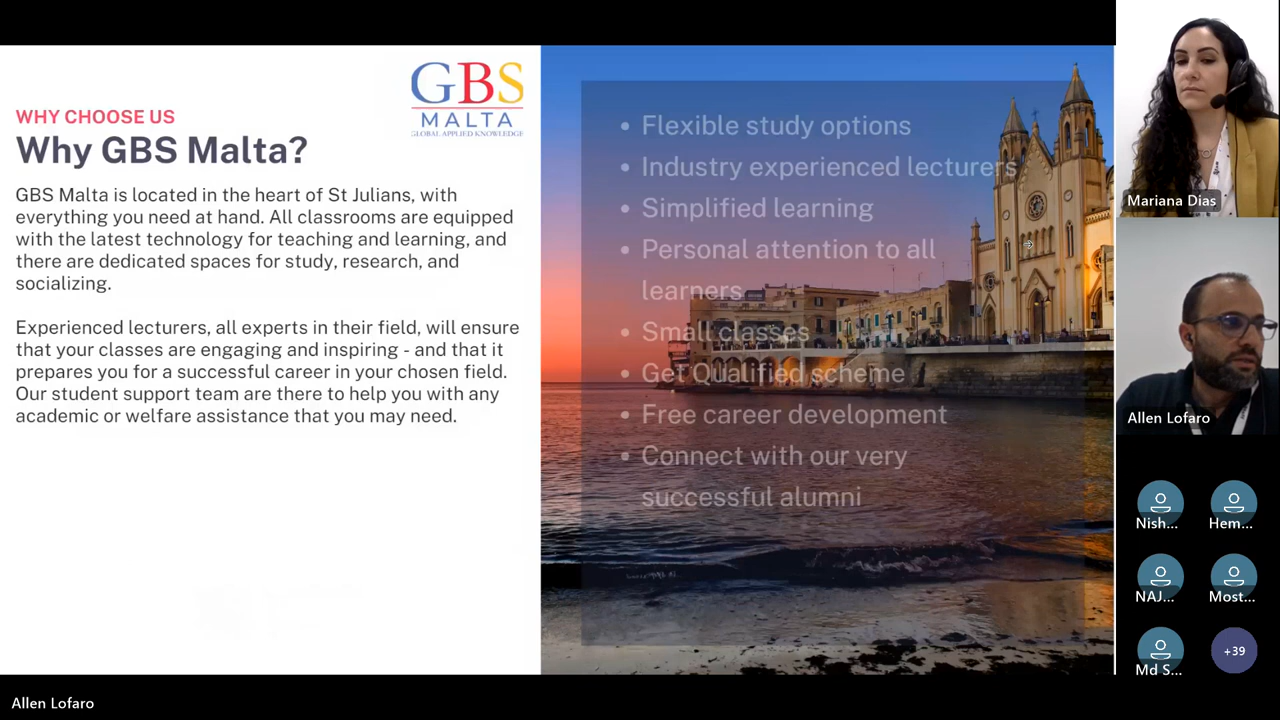 WHY CHOOSE US
Why GBS Malta?
GBS
MALTA
GLOBAL APPLIED KNOWLEDGE
GBS Malta is located in the heart of St Julians, with
everything you need at hand. All classrooms are equipped
with the latest technology for teaching and learning, and
there are dedicated spaces for study, research, and
socializing.
Experienced lecturers, all experts in their field, will ensure
that your classes are engaging and inspiring - and that it
prepares you for a successful career in your chosen field.
Our student support team are there to help you with any
academic or welfare assistance that you may need.
• Flexible study options
• Industry experienced lecturers
• Simplified learning
• Personal attention to all
learners
• Small classes
• Get Qualified scheme
• Free career development
• Connect with our very
successful alumni
Mariana Dias
Allen Lofaro
Nish...
Hem...
NAJ...
Most...
Md S...
+39
Allen Lofaro